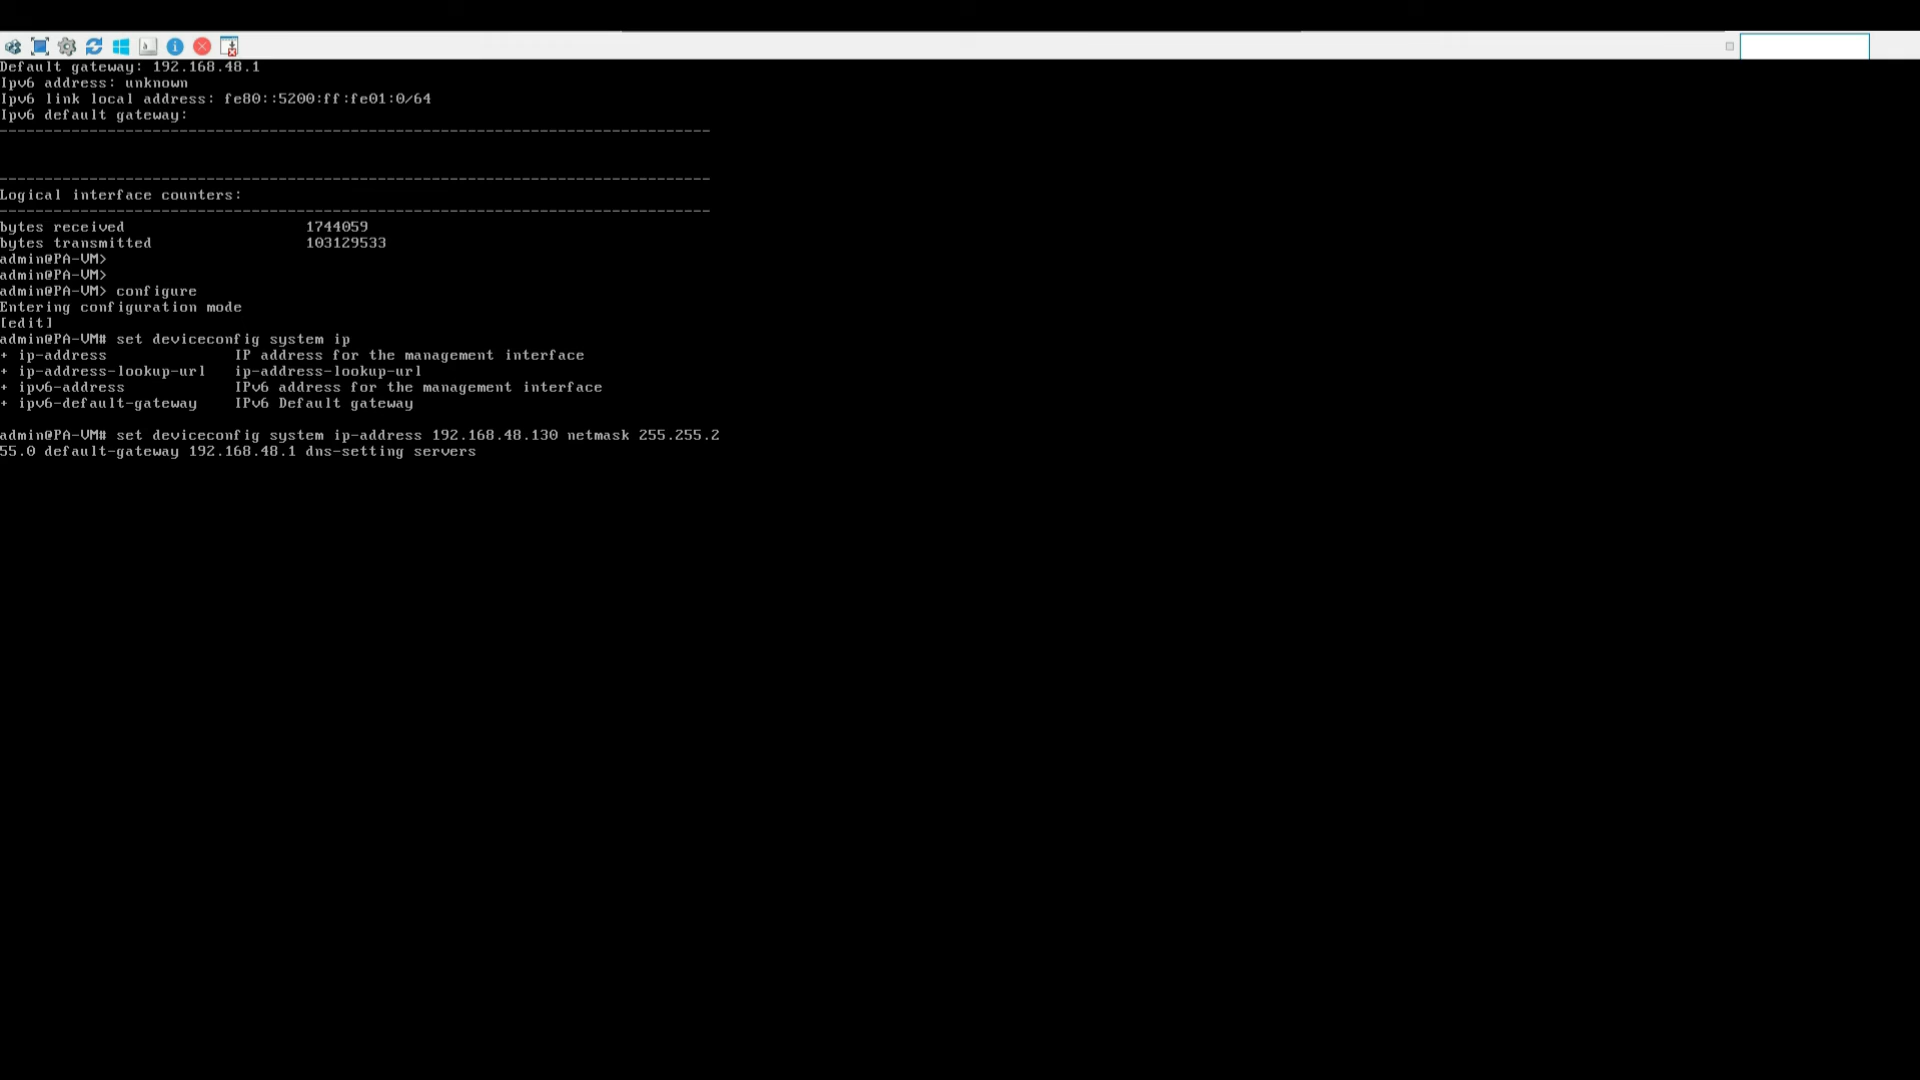 Default gateway: 192.168.48.1
Ipv6 address: unknown
Ipv6 link local address: fe80::5200:ff:fe01:0/64
Ipv6 default gateway:
-------------------------------------------------------------------------------
-------------------------------------------------------------------------------
Logical interface counters:
-------------------------------------------------------------------------------
bytes received                    1744059
bytes transmitted                 103129533
admin@PA-VM>
admin@PA-VM>
admin@PA-VM> configure
Entering configuration mode
[edit]
admin@PA-VM# set deviceconfig system ip
+ ip-address              IP address for the management interface
+ ip-address-lookup-url   ip-address-lookup-url
+ ipv6-address            IPv6 address for the management interface
+ ipv6-default-gateway    IPv6 Default gateway
admin@PA-VM# set deviceconfig system ip-address 192.168.48.130 netmask 255.255.2
55.0 default-gateway 192.168.48.1 dns-setting servers